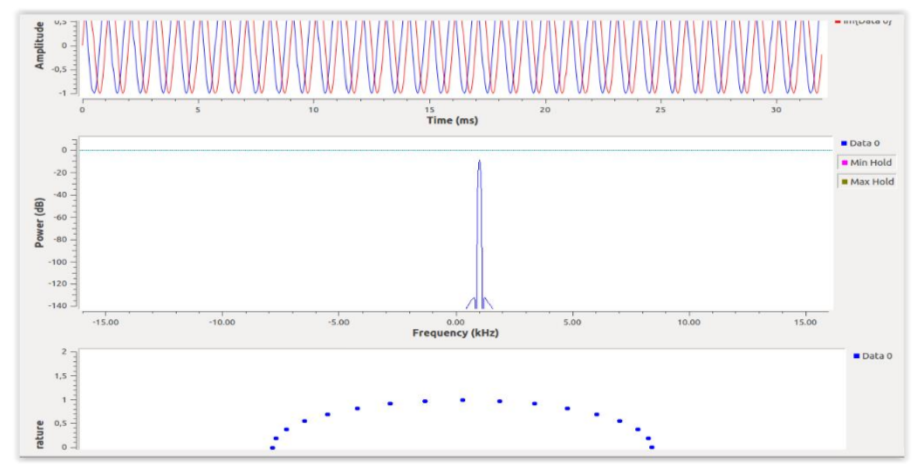 0,5
0
-0,5
-1
Amplitude
Im{Data 0}
0 5 10 15 20 25 30
Time (ms)
0
-20
-40
-60
-80
-100
-120
-140
Power (dB)
Data 0
Min Hold
Max Hold
-15.00 -10.00 -5.00 0.00 5.00 10.00 15.00
Frequency (kHz)
2
1,5
1
0,5
0
rature
Data 0